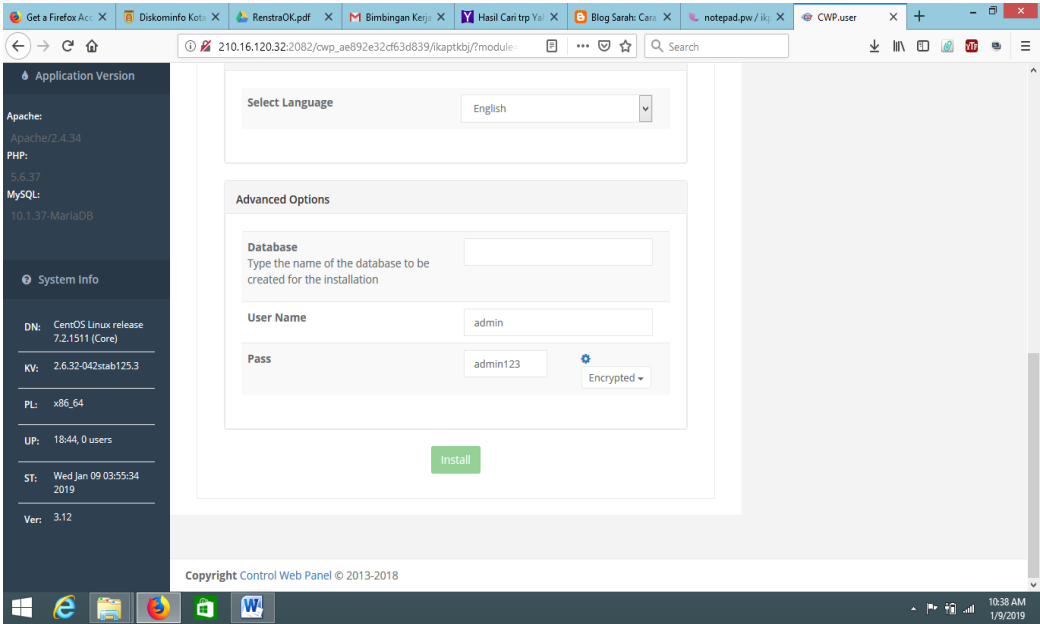 Get a Firefox Acc
Diskominfo Kota
RenstraOK.pdf
Bimbingan Kerja
Hasil Cari trp Yah
Blog Sarah: Cara
notepad.pw / ikp
CWP.user
210.16.120.32:2082/cwp_ae892e32cf63d839/ikaptkbj/?module=
Search
Application Version
Apache:
Apache/2.4.34
PHP:
5.6.37
MySQL:
10.1.37-MariaDB
System Info
DN: CentOS Linux release
7.2.1511 (Core)
KV: 2.6.32-042stab125.3
PL: x86_64
UP: 18:44, 0 users
ST: Wed Jan 09 03:55:34
2019
Ver: 3.12
Select Language
English
Advanced Options
Database
Type the name of the database to be
created for the installation
User Name
admin
Pass
admin123
Encrypted
Install
Copyright Control Web Panel © 2013-2018
10:38 AM
1/9/2019